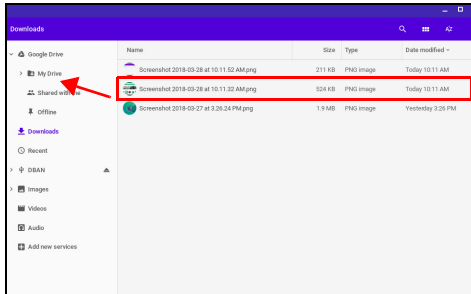 Downloads
Google Drive
My Drive
Shared with me
Offline
Downloads
Recent
DBAN
Images
Videos
Audio
Add new services
Name Size Type Date modified
Screenshot 2018-03-28 at 10.11.52 AM.png 211 KB PNG image Today 10:11 AM
Screenshot 2018-03-28 at 10.11.32 AM.png 524 KB PNG image Today 10:11 AM
Screenshot 2018-03-27 at 3.26.24 PM.png 1.9 MB PNG image Yesterday 3:26 PM